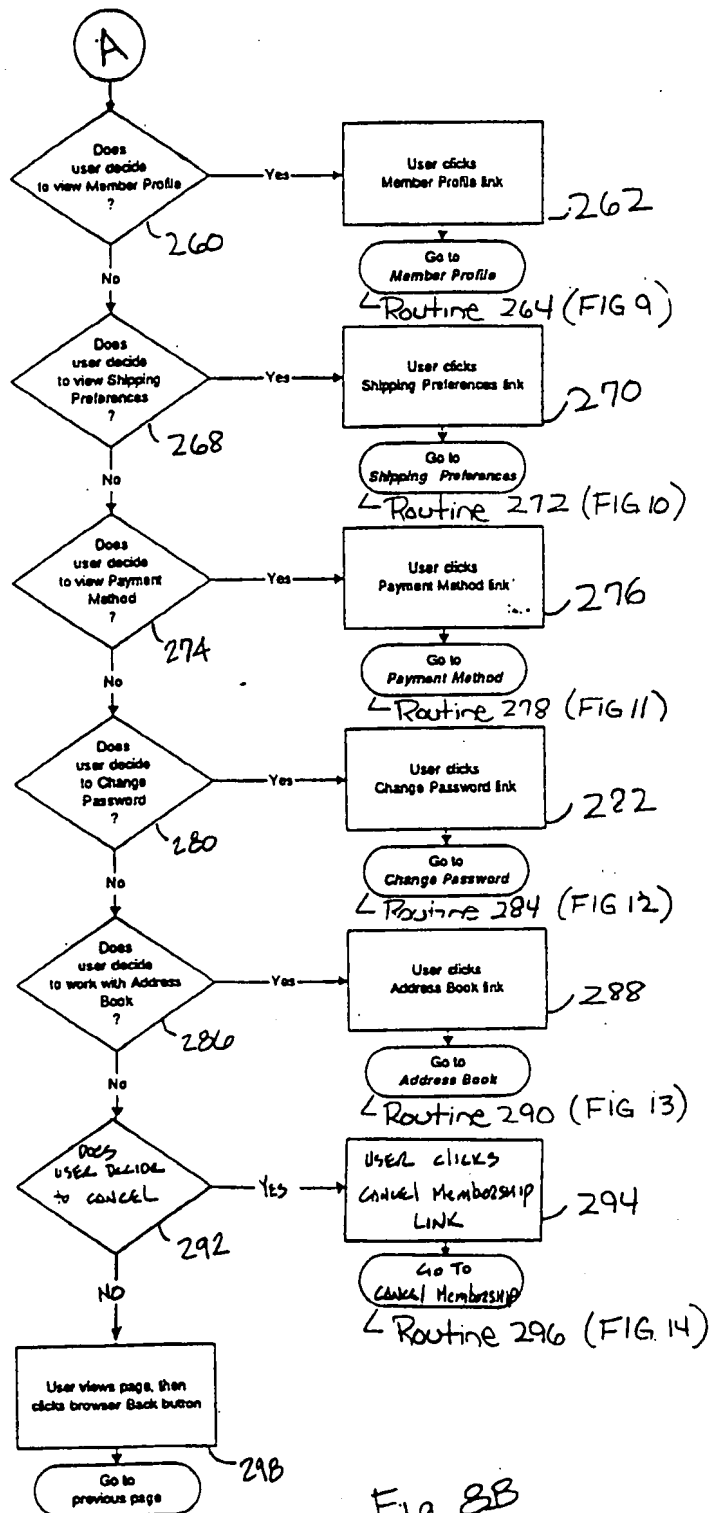 A
Does
user decide
to view Member Profile
?
260
Yes
User clicks
Member Profile link
262
Go to
Member Profile
Routine 264 (FIG 9)
No
Does
user decide
to view Shipping
Preferences
?
268
Yes
User clicks
Shipping Preferences link
270
Go to
Shipping Preferences
Routine 272 (FIG 10)
No
Does
user decide
to view Payment
Method
?
274
Yes
User clicks
Payment Method link
276
Go to
Payment Method
Routine 278 (FIG 11)
No
Does
user decide
to Change
Password
?
280
Yes
User clicks
Change Password link
282
Go to
Change Password
Routine 284 (FIG 12)
No
Does
user decide
to work with Address
Book
?
286
Yes
User clicks
Address Book link
288
Go to
Address Book
Routine 290 (FIG 13)
No
DOES
USER DECIDE
to CANCEL
292
YES
USER CLICKS
CANCEL MEMBERSHIP
LINK
294
GO TO
CANCEL MEMBERSHIP
Routine 296 (FIG. 14)
NO
User views page, then
clicks browser Back button
298
Go to
previous page
Fig 8B